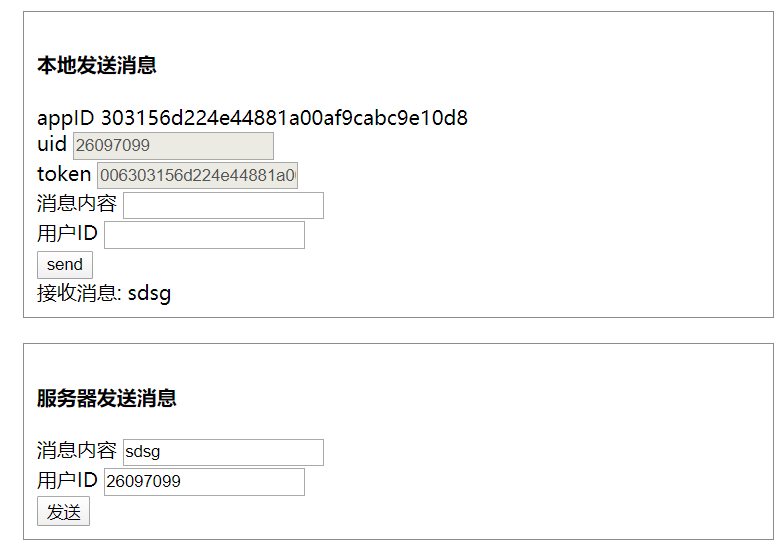 本地发送消息
appID 303156d224e44881a00af9cabc9e10d8
uid 26097099
token 006303156d224e44881a0
消息内容
用户ID
send
接收消息: sdsg
服务器发送消息
消息内容 sdsg
用户ID 26097099
发送